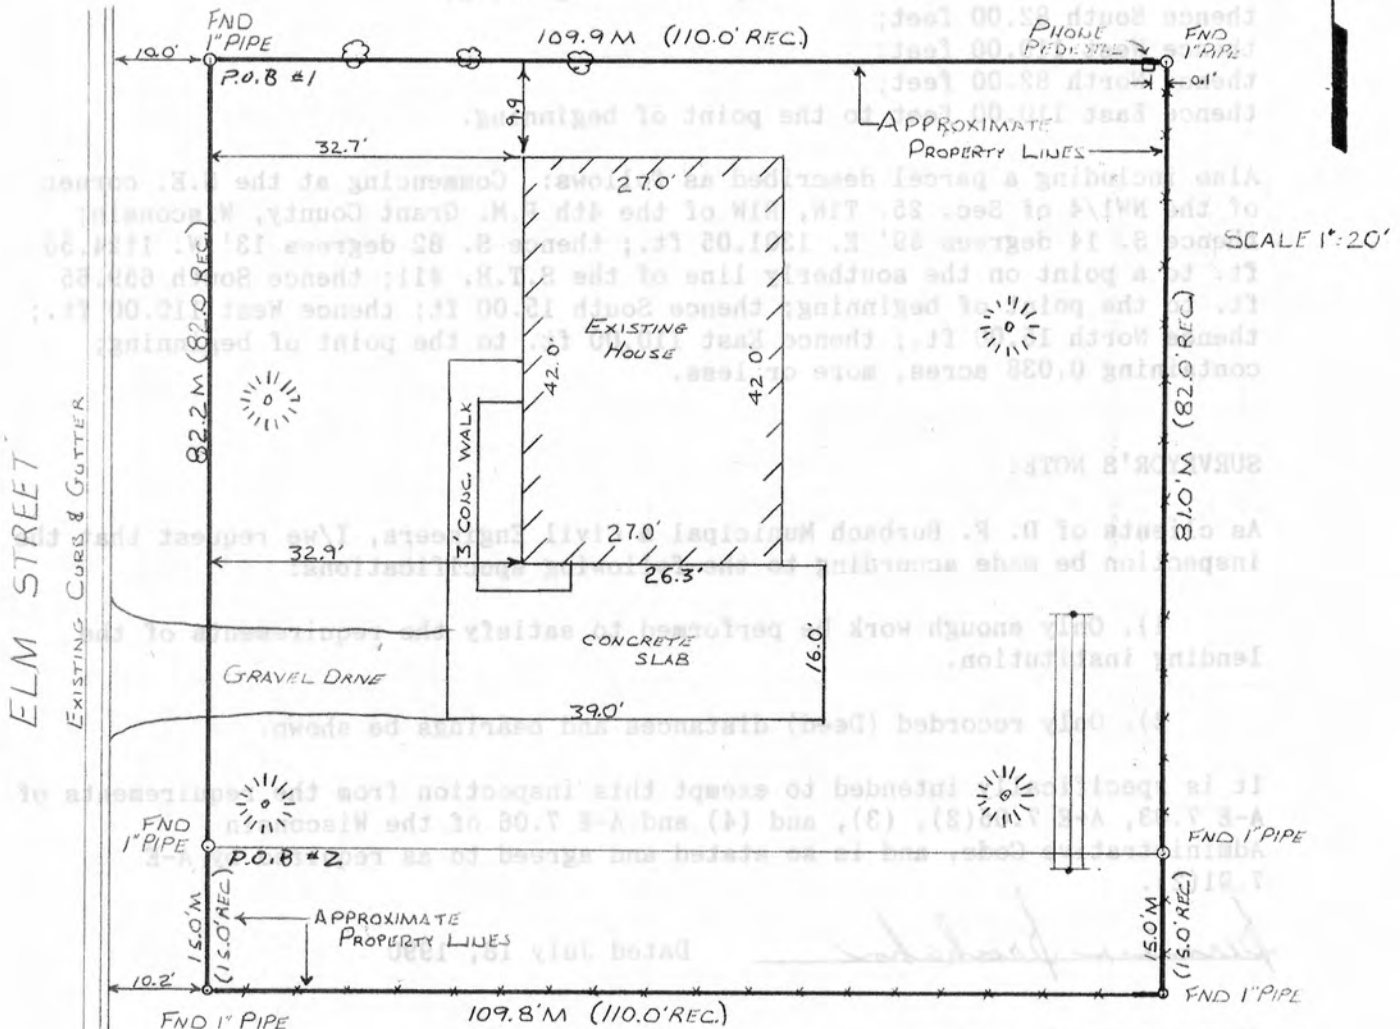 FND
1" PIPE
109.9 M (110.0' REC.)
PHONE
PEDESTAL
FND
1" PIPE
10.0'
P.O.B #1
0.1'
9.9
APPROXIMATE
PROPERTY LINES
32.7'
27.0'
SCALE 1":20'
82.2 M (82.0 REC)
EXISTING
HOUSE
42.0'
42.0'
81.0'M (82.0' REC)
ELM STREET
EXISTING CURB & GUTTER
3' CONC. WALK
27.0'
32.9'
26.3'
CONCRETE
SLAB
16.0'
GRAVEL DRIVE
39.0'
FND
1" PIPE
P.O.B #2
FND 1" PIPE
15.0'M
(15.0' REC)
APPROXIMATE
PROPERTY LINES
15.0'M
(15.0' REC)
10.2'
FND 1" PIPE
109.8'M (110.0' REC.)
FND 1" PIPE
thence South 82.00 feet;
thence West 110.00 feet;
thence North 82.00 feet;
thence East 110.00 feet to the point of beginning.
Also including a parcel described as follows: Commencing at the S.E. corner
of the NW1/4 of Sec. 25, T1N, R1W of the 4th P.M. Grant County, Wisconsin;
thence S. 14 degrees E. 1391.05 ft.; thence S. 82 degrees 13' W.
ft. to a point on the southerly line of the S.T.H. #11; thence South 659.65
ft. to the point of beginning; thence South 15.00 ft; thence West 110.00 ft.;
thence North 15.00 ft.; thence East 110.00 ft. to the point of beginning;
containing 0.038 acres, more or less.
SURVEYOR'S NOTE:
As clients of D. F. Burbach Municipal & Civil Engineers, I/we request that the
inspection be made according to the following specifications:
1). Only enough work be performed to satisfy the requirements of the
lending institution.
2). Only recorded (Deed) distances and bearings be shown.
It is specifically intended to exempt this inspection from the requirements of
A-E 7.03, A-E (2), (3), and (4) and A-E 7.06 of the Wisconsin
Administrative Code, and is so stated and agreed to as required by A-E
Dated July 18, 1990